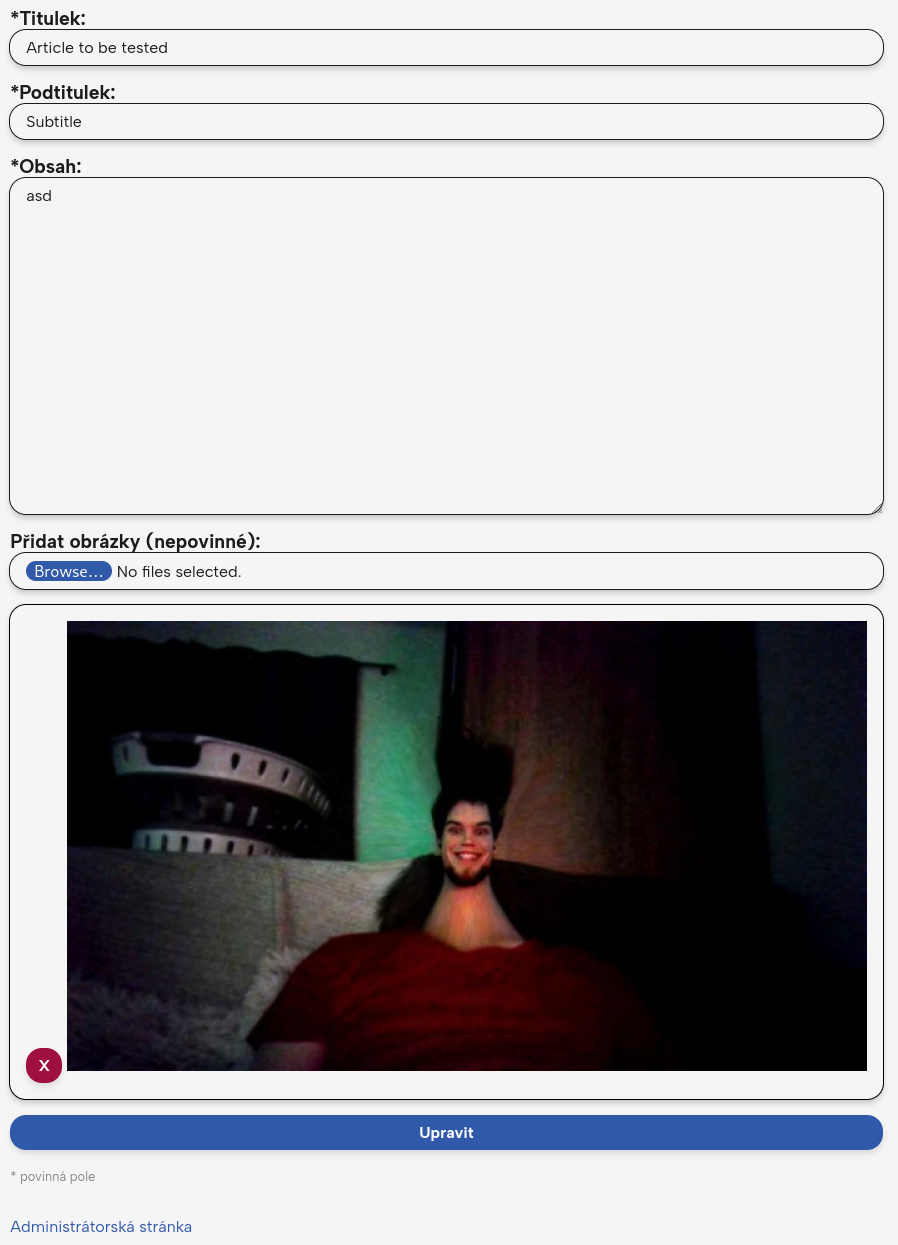 *Titulek:
Article to be tested
*Podtitulek:
Subtitle
*Obsah:
asd
Přidat obrázky (nepovinné):
Browse... No files selected.
X
Upravit
* povinná pole
Administrátorská stránka